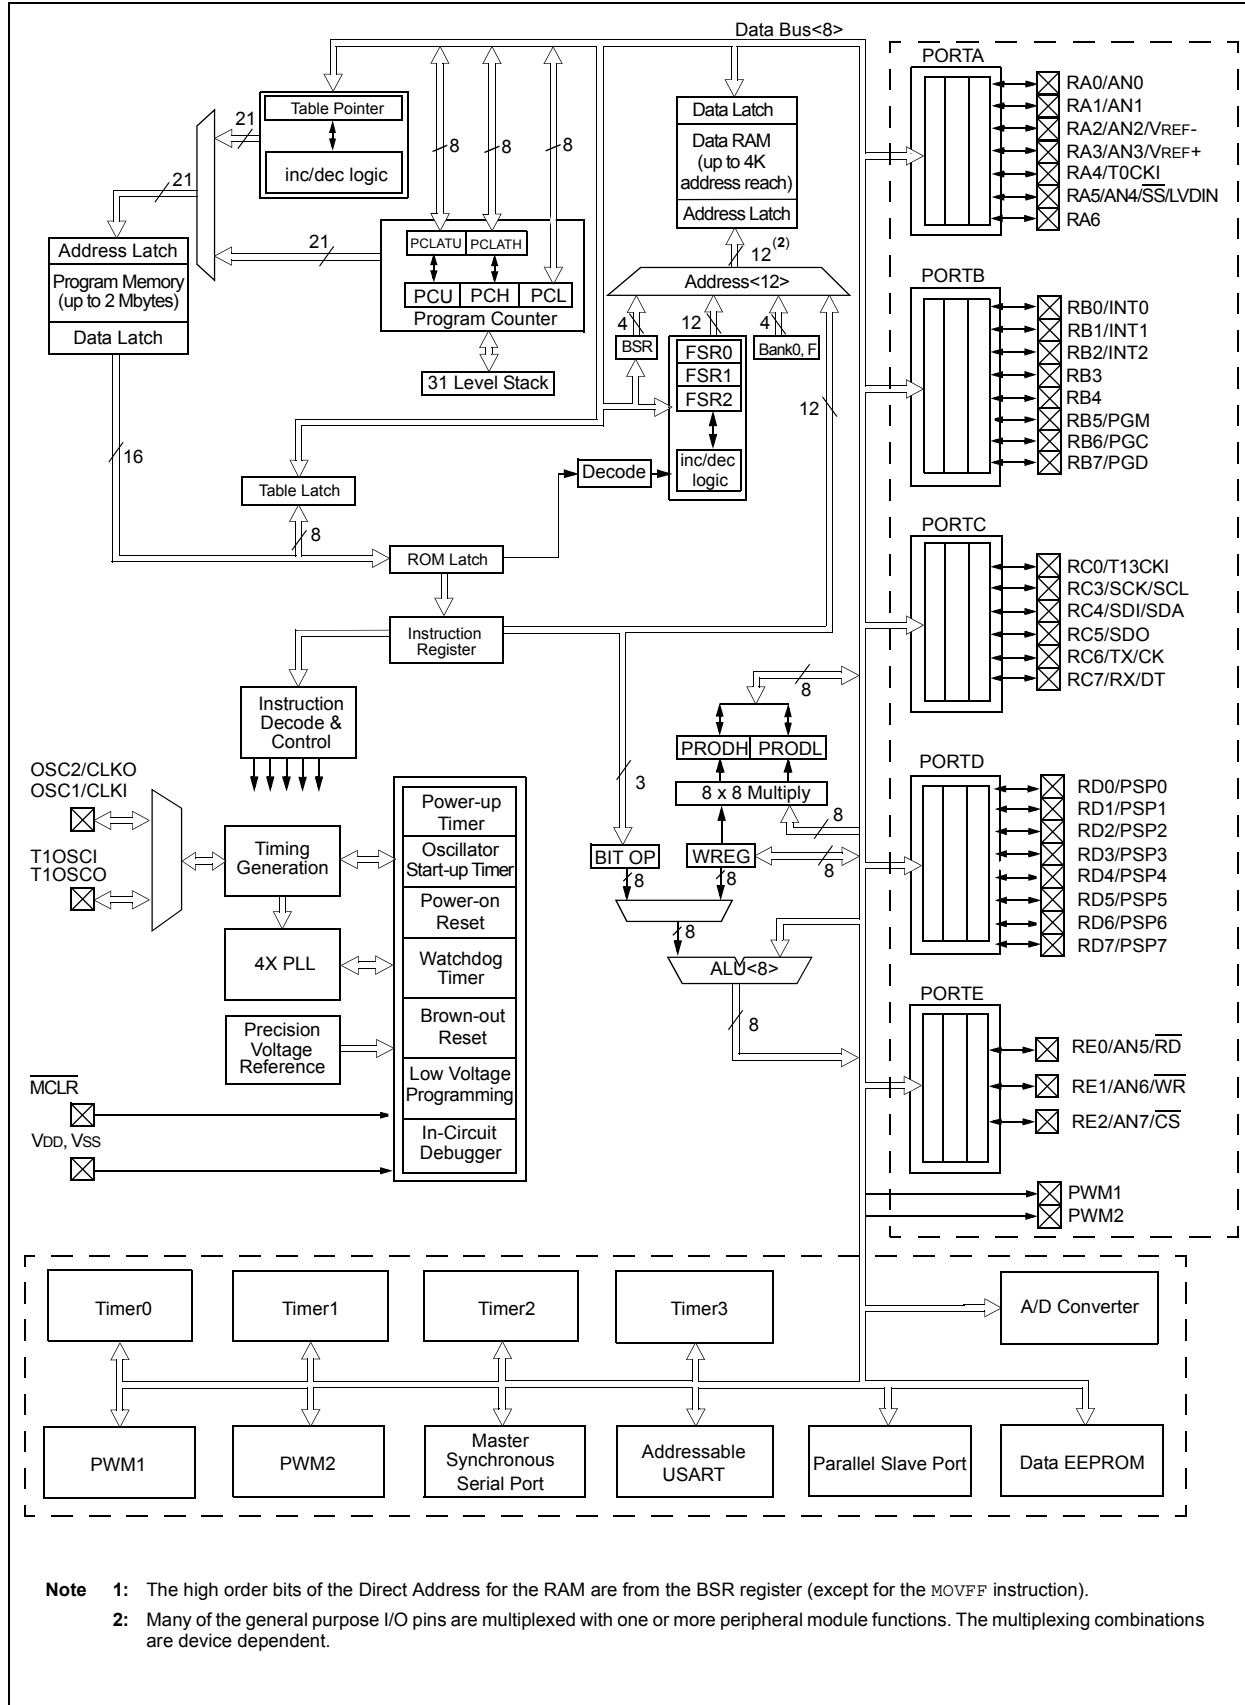 Data Bus<8>
Table Pointer
inc/dec logic
21
21
21
8
8
8
Address Latch
Program Memory
(up to 2 Mbytes)
Data Latch
PCLATU
PCLATH
PCU
PCH
PCL
Program Counter
31 Level Stack
Data Latch
Data RAM
(up to 4K
address reach)
Address Latch
12(2)
Address<12>
4
12
4
BSR
FSR0
FSR1
FSR2
Bank0, F
12
inc/dec
logic
Decode
16
Table Latch
8
ROM Latch
Instruction
Register
Instruction
Decode &
Control
OSC2/CLKO
OSC1/CLKI
T1OSCI
T1OSCO
Timing
Generation
4X PLL
Precision
Voltage
Reference
MCLR
VDD, VSS
Power-up
Timer
Oscillator
Start-up Timer
Power-on
Reset
Watchdog
Timer
Brown-out
Reset
Low Voltage
Programming
In-Circuit
Debugger
8
PRODH
PRODL
8 x 8 Multiply
3
8
BIT OP
WREG
8
8
8
8
ALU<8>
8
PORTA
RA0/AN0
RA1/AN1
RA2/AN2/VREF-
RA3/AN3/VREF+
RA4/T0CKI
RA5/AN4/SS/LVDIN
RA6
PORTB
RB0/INT0
RB1/INT1
RB2/INT2
RB3
RB4
RB5/PGM
RB6/PGC
RB7/PGD
PORTC
RC0/T13CKI
RC3/SCK/SCL
RC4/SDI/SDA
RC5/SDO
RC6/TX/CK
RC7/RX/DT
PORTD
RD0/PSP0
RD1/PSP1
RD2/PSP2
RD3/PSP3
RD4/PSP4
RD5/PSP5
RD6/PSP6
RD7/PSP7
PORTE
RE0/AN5/RD
RE1/AN6/WR
RE2/AN7/CS
PWM1
PWM2
Timer0
Timer1
Timer2
Timer3
A/D Converter
PWM1
PWM2
Master
Synchronous
Serial Port
Addressable
USART
Parallel Slave Port
Data EEPROM
Note 1: The high order bits of the Direct Address for the RAM are from the BSR register (except for the MOVFF instruction).
2: Many of the general purpose I/O pins are multiplexed with one or more peripheral module functions. The multiplexing combinations
are device dependent.